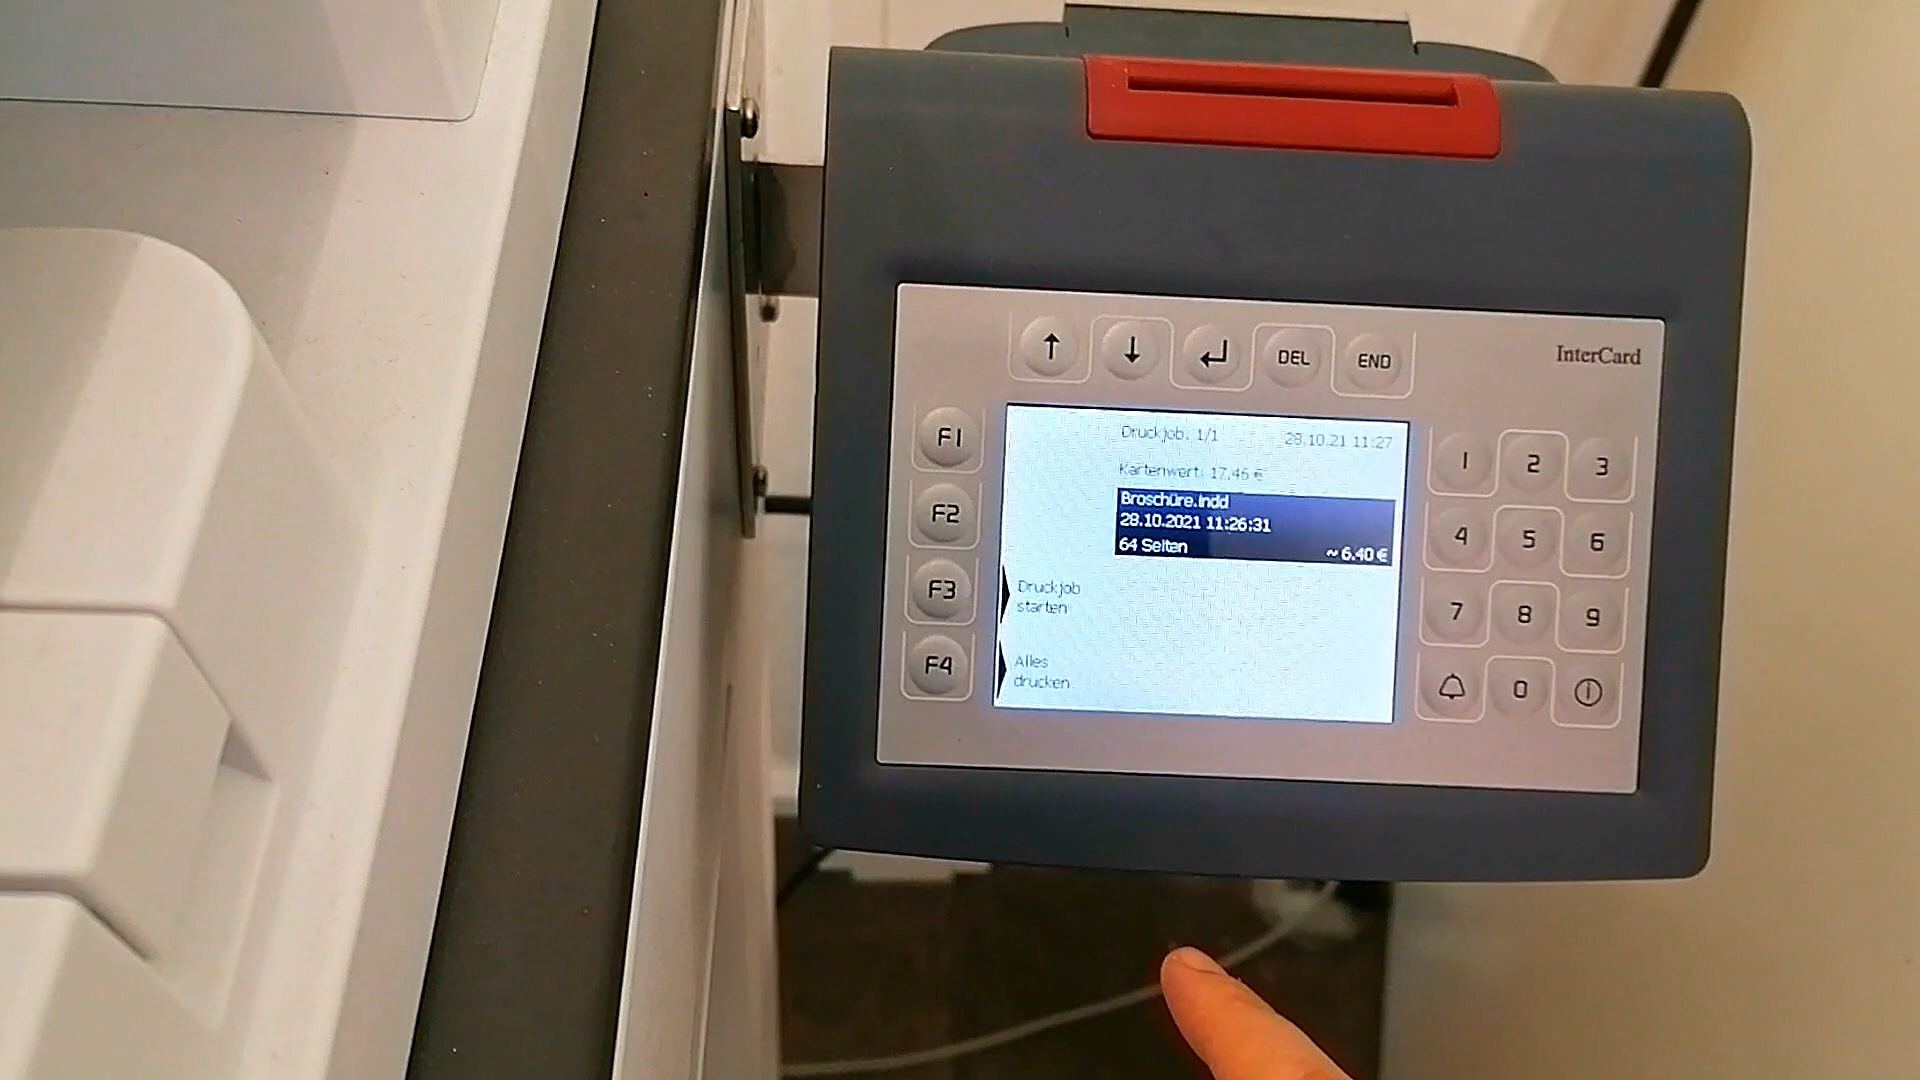 ↑ ↓ ↵ DEL END
InterCard
F1
F2
F3
F4
Druckjob: 1/1 28.10.21 11:27
Kartenwert: 17.46 €
Broschüre.indd
28.10.2021 11:26:31
64 Seiten ~ 6.40 €
Druckjob
starten
Alles
drucken
1 2 3
4 5 6
7 8 9
0